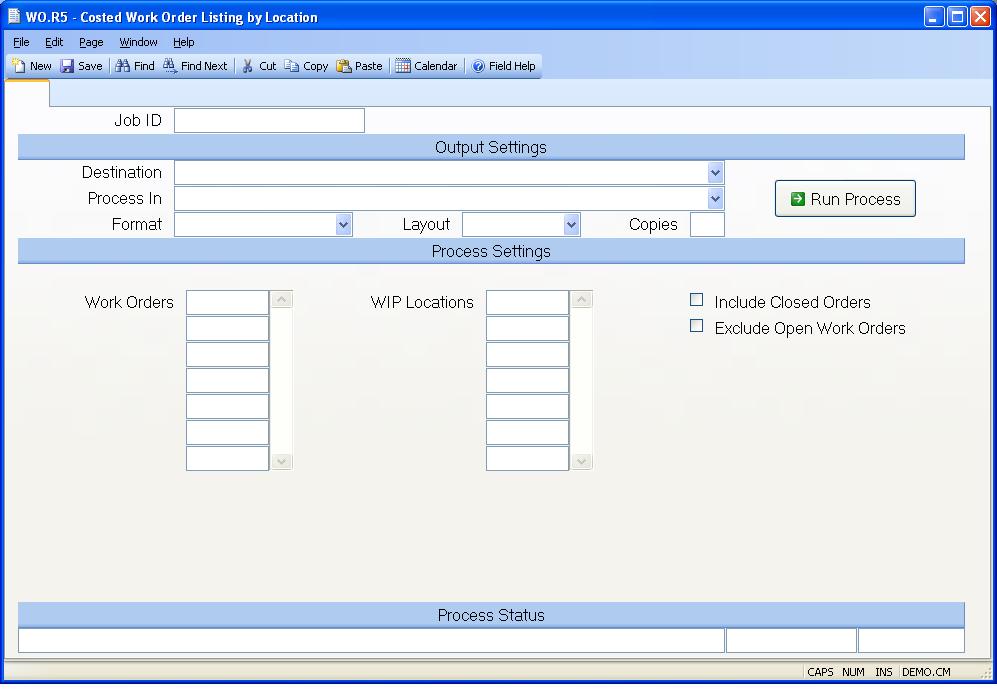 WO.R5 - Costed Work Order Listing by Location
File Edit Page Window Help
New Save Find Find Next Cut Copy Paste Calendar Field Help
Job ID
Output Settings
Destination
Process In
Run Process
Format Layout Copies
Process Settings
Work Orders WIP Locations Include Closed Orders
Exclude Open Work Orders
Process Status
CAPS NUM INS DEMO.CM